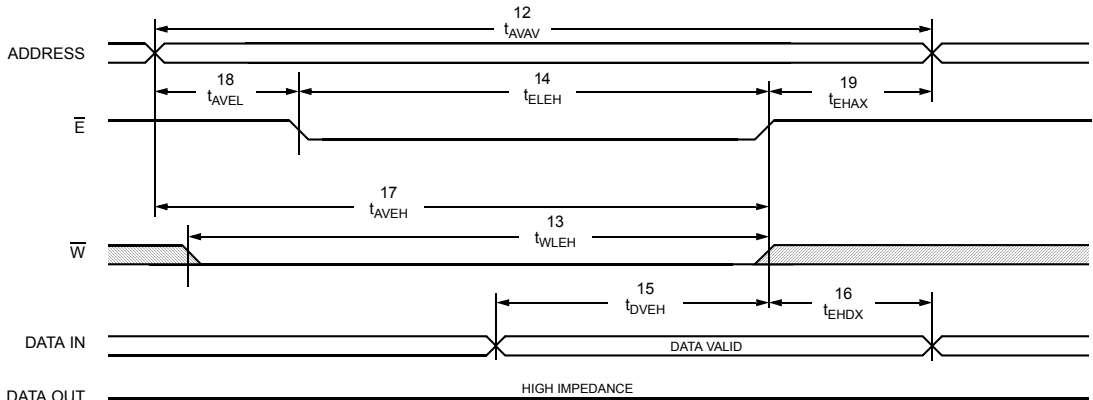 12
tAVAV
ADDRESS
18
tAVEL
14
tELEH
19
tEHAX
E̅
17
tAVEH
13
tWLEH
W̅
15
tDVEH
16
tEHDX
DATA IN
DATA VALID
DATA OUT
HIGH IMPEDANCE